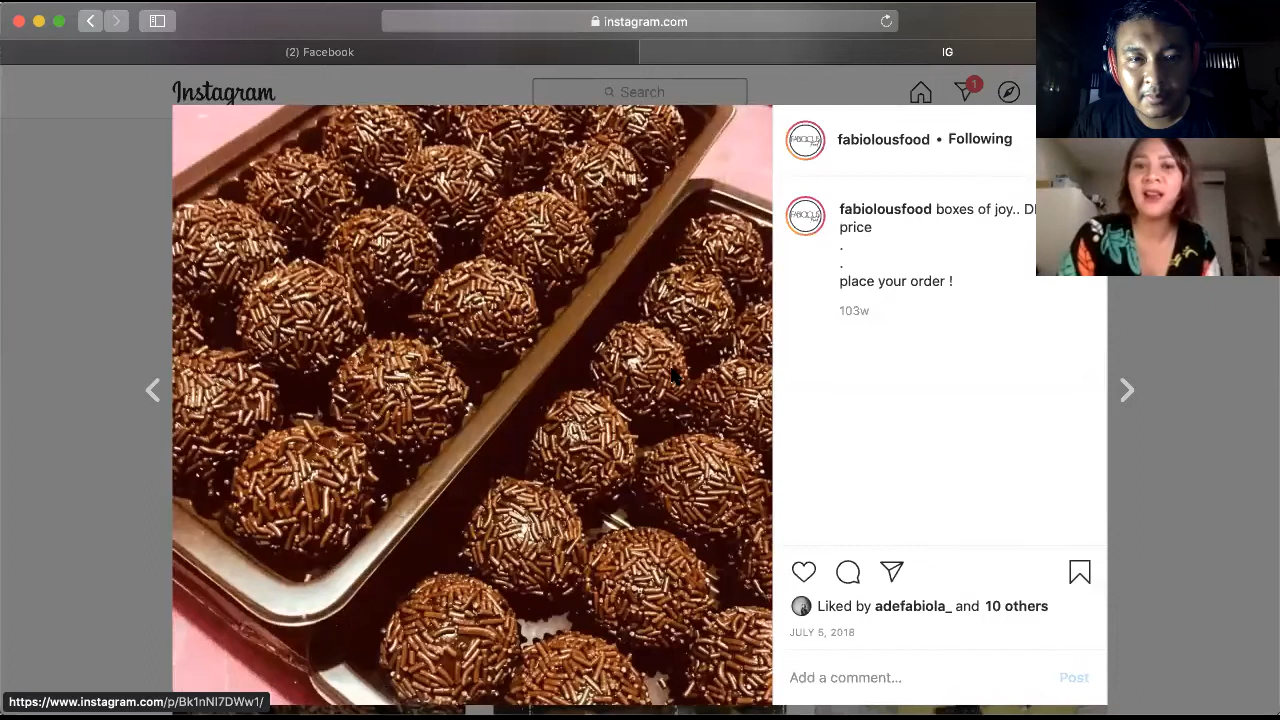 instagram.com
(2) Facebook
IG
Instagram
Search
1
fabiolousfood • Following
fabiolousfood boxes of joy..
price
.
.
place your order !
103w
Liked by adefabiola_ and 10 others
JULY 5, 2018
Add a comment...
Post
https://www.instagram.com/p/Bk1nNI7DWw1/